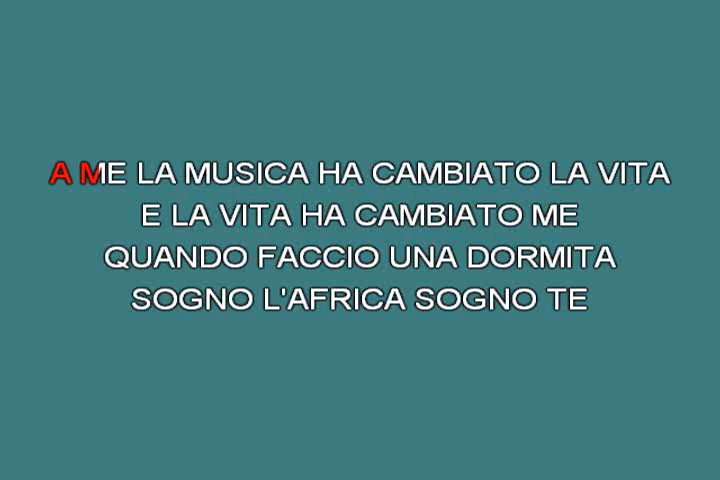 A ME LA MUSICA HA CAMBIATO LA VITA
E LA VITA HA CAMBIATO ME
QUANDO FACCIO UNA DORMITA
SOGNO L'AFRICA SOGNO TE